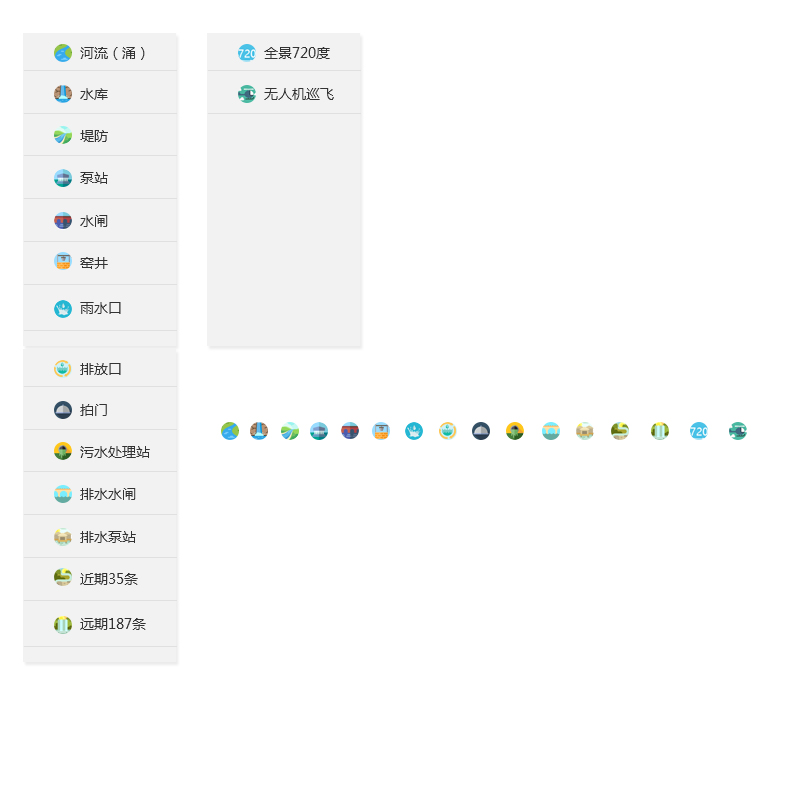 河流（涌）
水库
堤防
泵站
水闸
窑井
雨水口
排放口
拍门
污水处理站
排水水闸
排水泵站
近期35条
远期187条
720
全景720度
无人机巡飞
720